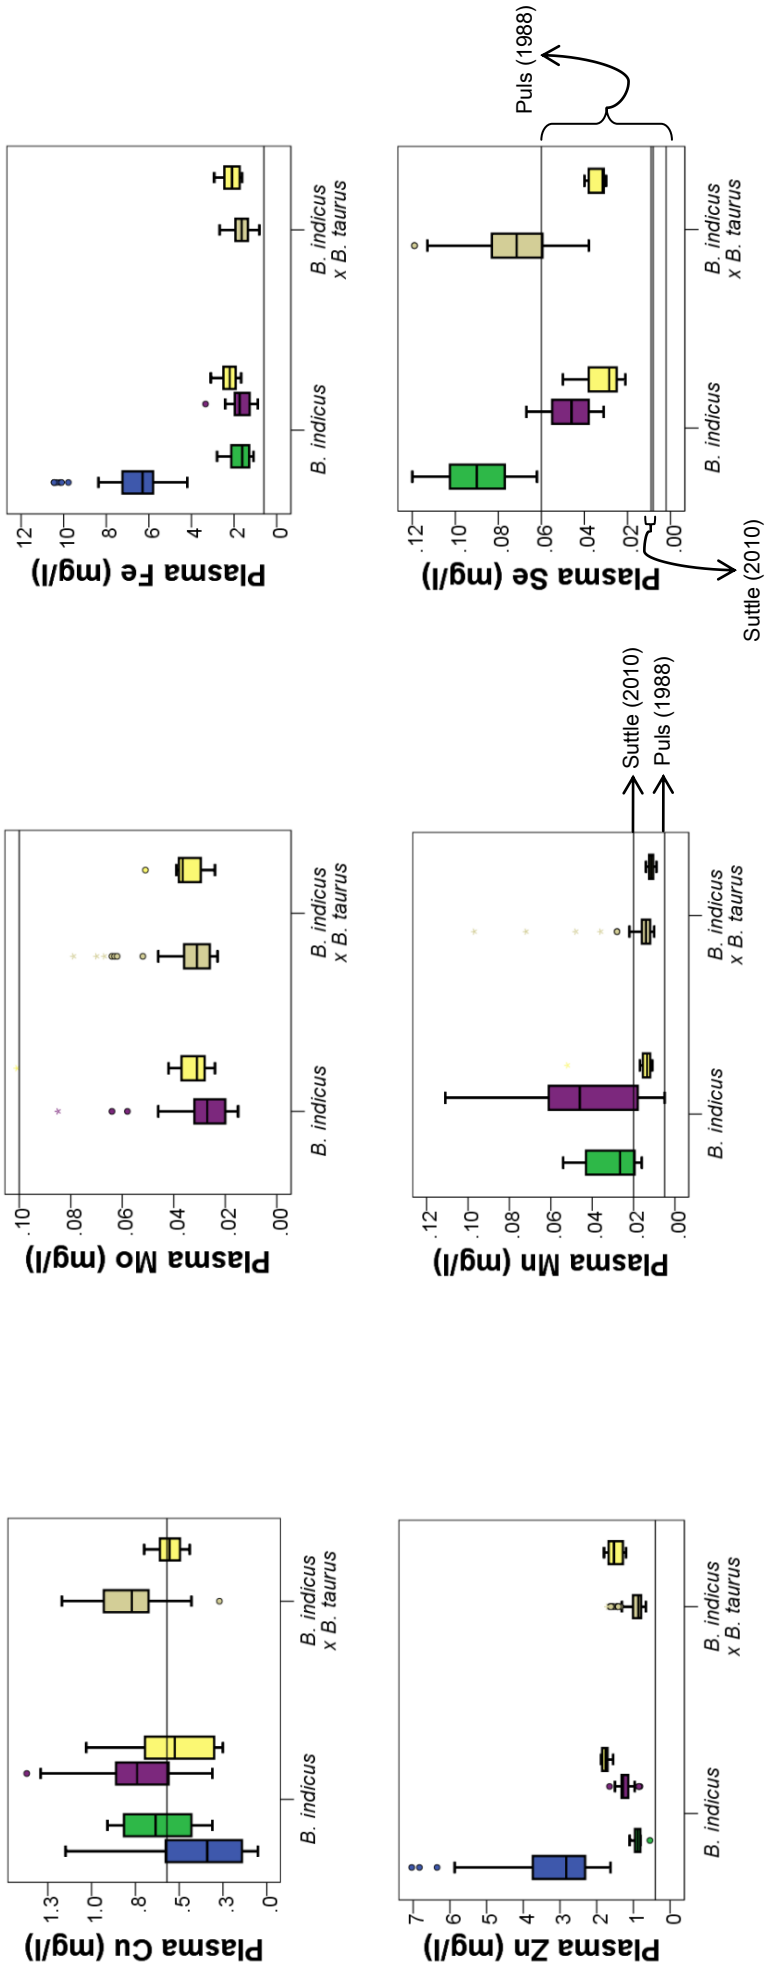 Plasma Cu (mg/l)
1.3
1.0
.8
.5
.3
.0
B. indicus
B. indicus
x B. taurus
Plasma Mo (mg/l)
.10
.08
.06
.04
.02
.00
B. indicus
B. indicus
x B. taurus
Plasma Fe (mg/l)
12
10
8
6
4
2
0
B. indicus
B. indicus
x B. taurus
Plasma Zn (mg/l)
7
6
5
4
3
2
1
0
B. indicus
B. indicus
x B. taurus
Plasma Mn (mg/l)
.12
.10
.08
.06
.04
.02
.00
B. indicus
B. indicus
x B. taurus
Suttle (2010)
Puls (1988)
Plasma Se (mg/l)
.12
.10
.08
.06
.04
.02
.00
B. indicus
B. indicus
x B. taurus
Puls (1988)
Suttle (2010)